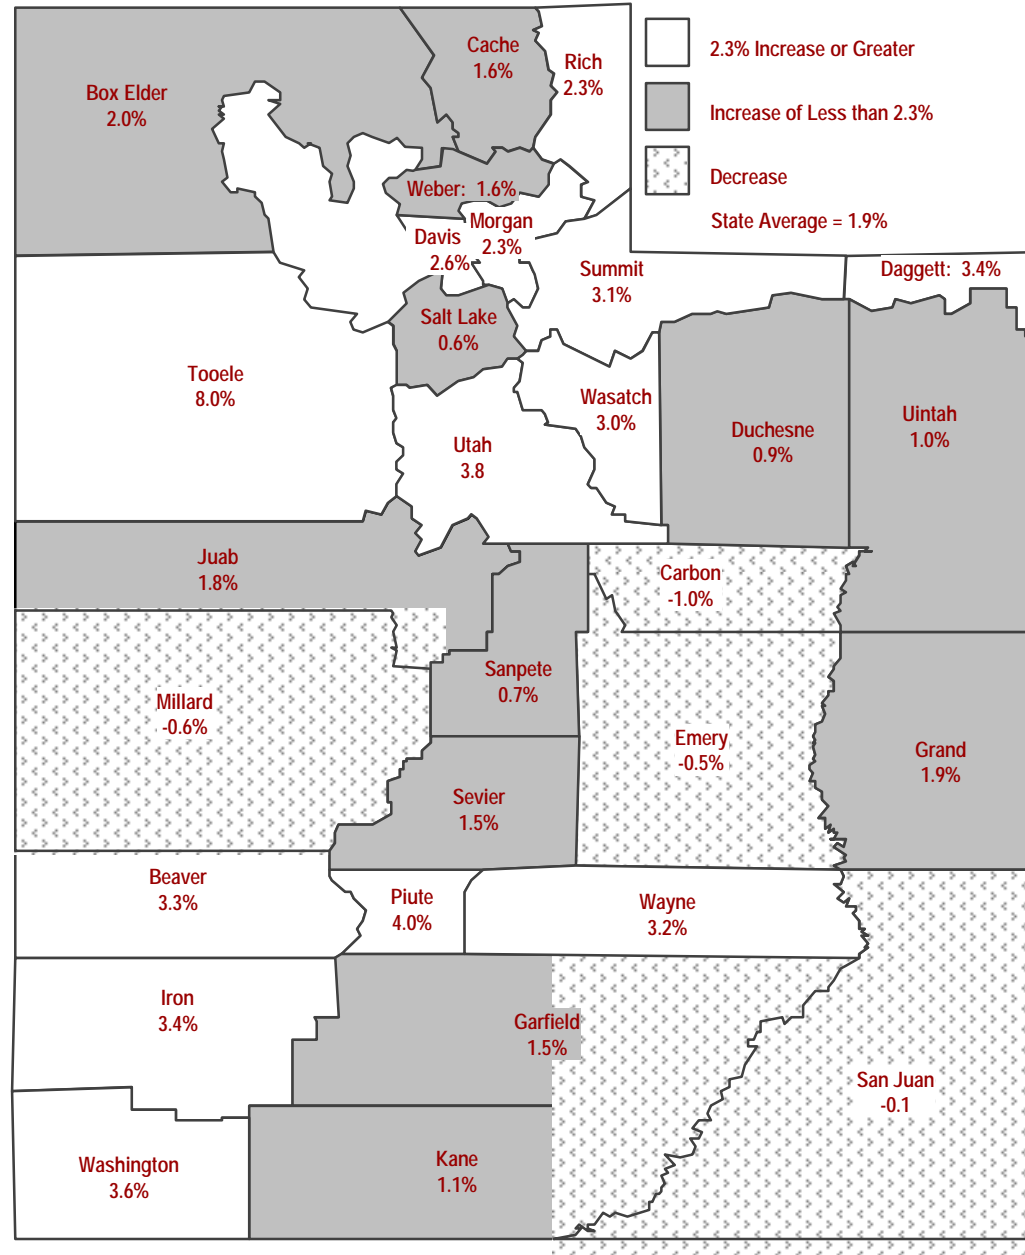 Cache
1.6%
Rich
2.3%
2.3% Increase or Greater
Box Elder
2.0%
Increase of Less than 2.3%
Decrease
Weber:  1.6%
State Average = 1.9%
Morgan
2.3%
Davis
2.6%
Summit
3.1%
Daggett:  3.4%
Salt Lake
0.6%
Tooele
8.0%
Wasatch
3.0%
Utah
3.8
Duchesne
0.9%
Uintah
1.0%
Juab
1.8%
Carbon
-1.0%
Sanpete
0.7%
Millard
-0.6%
Emery
-0.5%
Grand
1.9%
Sevier
1.5%
Beaver
3.3%
Piute
4.0%
Wayne
3.2%
Iron
3.4%
Garfield
1.5%
San Juan
-0.1
Washington
3.6%
Kane
1.1%